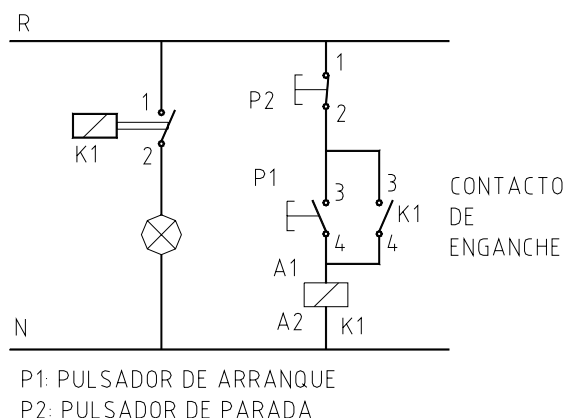 R
1
P2
2
1
K1
2
P1
3
3
K1
4
4
CONTACTO
DE
ENGANCHE
A1
A2
K1
N
P1: PULSADOR DE ARRANQUE
P2: PULSADOR DE PARADA